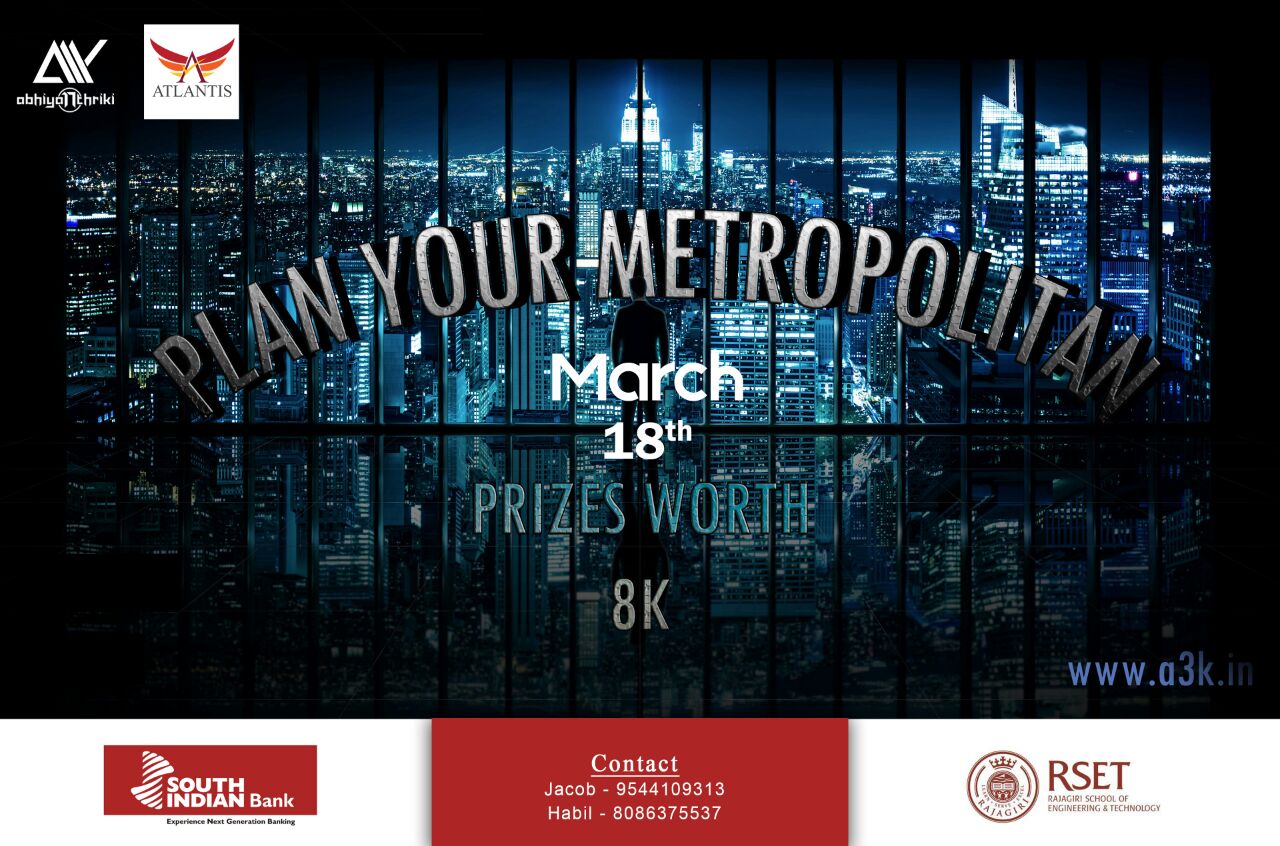 abhiyanthriki
ATLANTIS
PLAN YOUR METROPOLITAN
March
18th
PRIZES WORTH
8K
www.a3k.in
SOUTH
INDIAN Bank
Experience Next Generation Banking
Contact
Jacob - 9544109313
Habil - 8086375537
RAJAGIRI
RSET
RAJAGIRI SCHOOL OF
ENGINEERING & TECHNOLOGY